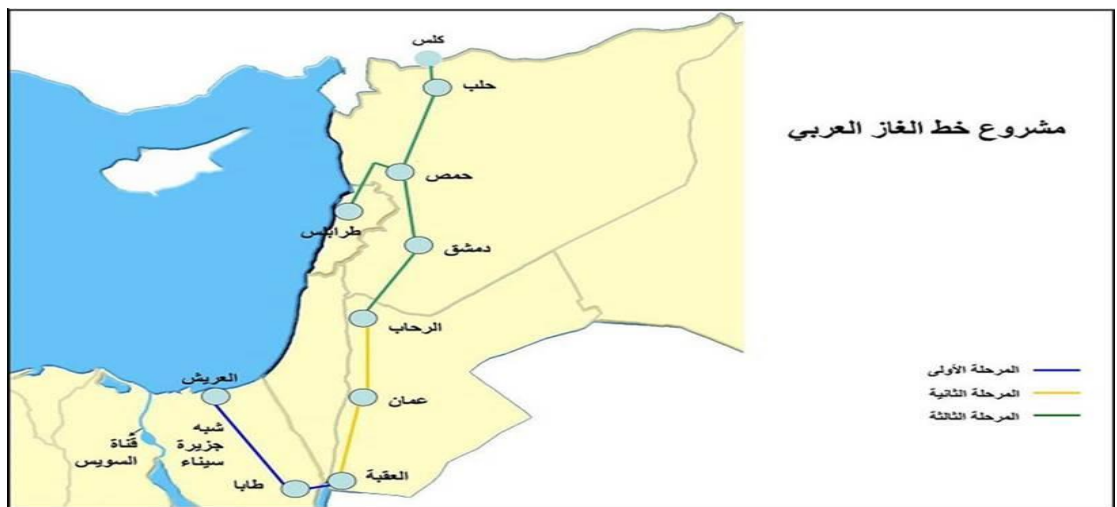 كلس
حلب
مشروع خط الغاز العربي
حمص
طرابلس
دمشق
الرحاب
المرحلة الأولى
العريش
المرحلة الثانية
عمان
المرحلة الثالثة
شبه
جزيرة
سيناء
قناة
السويس
العقبة
طابا